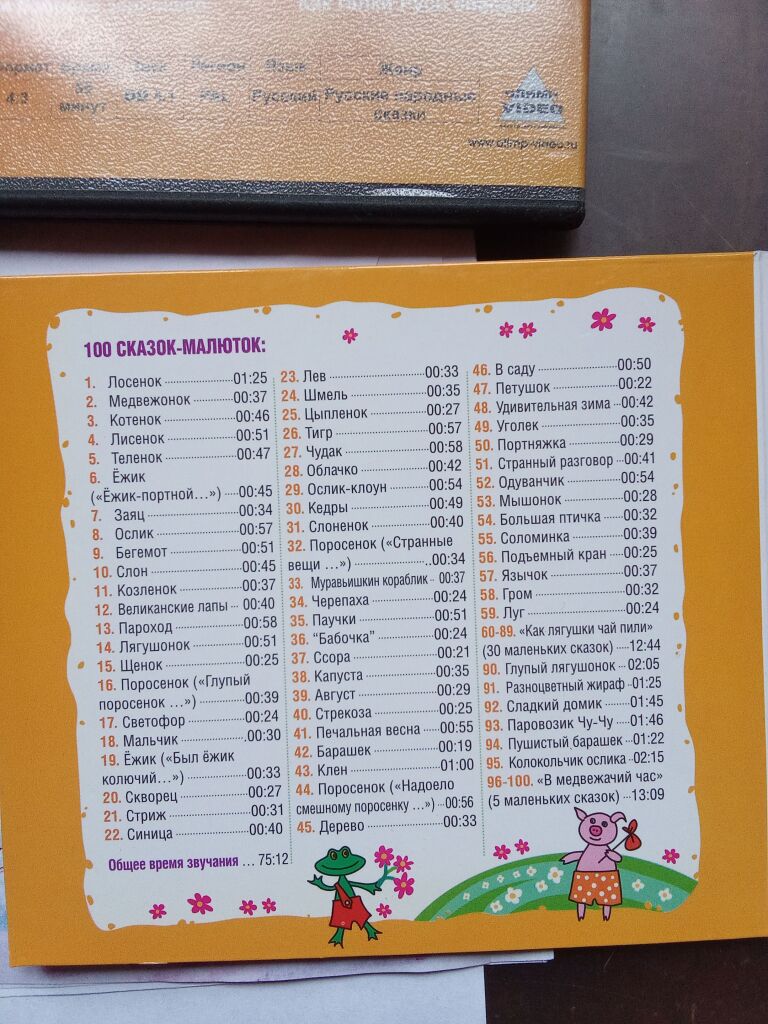 Время
Регион
Язык
Жанр
4:3
56
минут
PAL
Русский
Русские народные
сказки
ОЛИМП
VIDEO
www.olimp-video.ru
100 СКАЗОК-МАЛЮТОК:
1. Лосенок 01:25
2. Медвежонок 00:37
3. Котенок 00:46
4. Лисенок 00:51
5. Теленок 00:47
6. Ёжик
(«Ёжик-портной...») 00:45
7. Заяц 00:34
8. Ослик 00:57
9. Бегемот 00:51
10. Слон 00:45
11. Козленок 00:37
12. Великанские лапы 00:40
13. Пароход 00:58
14. Лягушонок 00:51
15. Щенок 00:25
16. Поросенок («Глупый
поросенок ...») 00:39
17. Светофор 00:24
18. Мальчик 00:30
19. Ёжик («Был ёжик
колючий...») 00:33
20. Скворец 00:27
21. Стриж 00:31
22. Синица 00:40
Общее время звучания ... 75:12
23. Лев 00:33
24. Шмель 00:35
25. Цыпленок 00:27
26. Тигр 00:57
27. Чудак 00:58
28. Облачко 00:42
29. Ослик-клоун 00:54
30. Кедры 00:49
31. Слоненок 00:40
32. Поросенок («Странные
вещи ...») 00:34
33. Муравьишкин кораблик 00:37
34. Черепаха 00:24
35. Паучки 00:51
36. "Бабочка" 00:24
37. Ссора 00:21
38. Капуста 00:35
39. Август 00:29
40. Стрекоза 00:25
41. Печальная весна 00:55
42. Барашек 00:19
43. Клен 01:00
44. Поросенок («Надоело
смешному поросенку ...») 00:56
45. Дерево 00:33
46. В саду 00:50
47. Петушок 00:22
48. Удивительная зима 00:42
49. Уголек 00:35
50. Портняжка 00:29
51. Странный разговор 00:41
52. Одуванчик 00:54
53. Мышонок 00:28
54. Большая птичка 00:32
55. Соломинка 00:39
56. Подъемный кран 00:25
57. Язычок 00:37
58. Гром 00:32
59. Луг 00:24
60-89. «Как лягушки чай пили»
(30 маленьких сказок) 12:44
90. Глупый лягушонок 02:05
91. Разноцветный жираф 01:25
92. Сладкий домик 01:45
93. Паровозик Чу-Чу 01:46
94. Пушистый барашек 01:22
95. Колокольчик ослика 02:15
96-100. «В медвежачий час»
(5 маленьких сказок) 13:09